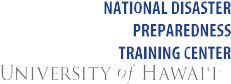 NATIONAL DISASTER
PREPAREDNESS
TRAINING CENTER
UNIVERSITY of HAWAI‘I